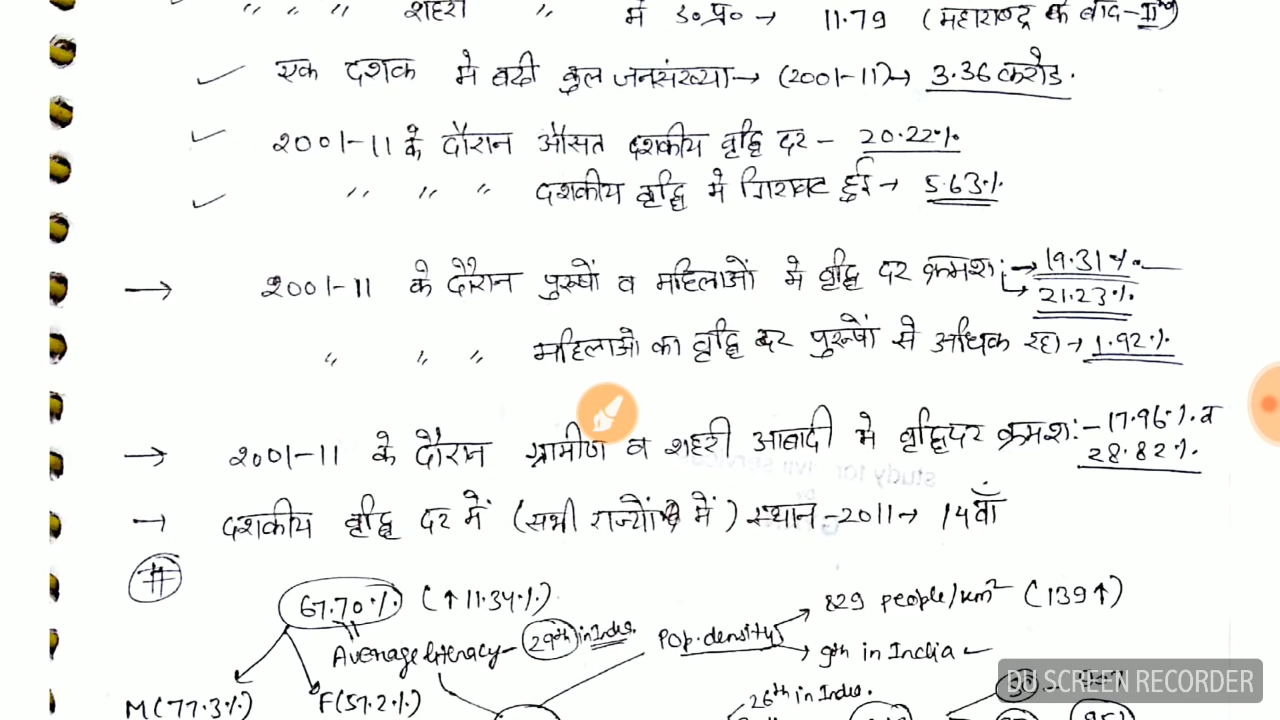 " " " शहरी " में उ०प्र० → 11.79 (महाराष्ट्र के बाद - IInd)
एक दशक में बढी कुल जनसंख्या → (2001-11) → 3.36 करोड़.
2001-11 के दौरान औसत दशकीय वृद्धि दर - 20.22%
" " " दशकीय वृद्धि में गिरावट हुई → 5.63%
→ 2001-11 के दौरान पुरुषों व महिलाओं में वृद्धि दर क्रमशः → 19.31%
→ 21.23%
" " " महिलाओ का वृद्धि दर पुरुषों से अधिक रहा → 1.92%
→ 2001-11 के दौरान ग्रामीण व शहरी आबादी में वृद्धि दर क्रमशः - 17.96% व
28.82%
→ दशकीय वृद्धि दर में (सभी राज्यों में) स्थान - 2011 → 14वाँ
#
67.70% (↑11.34%)
829 people/km² (139↑)
Average literacy - 29th in India.
Pop. density
9th in India
M (77.3%) F (57.2%)
26th in India.
DU SCREEN RECORDER